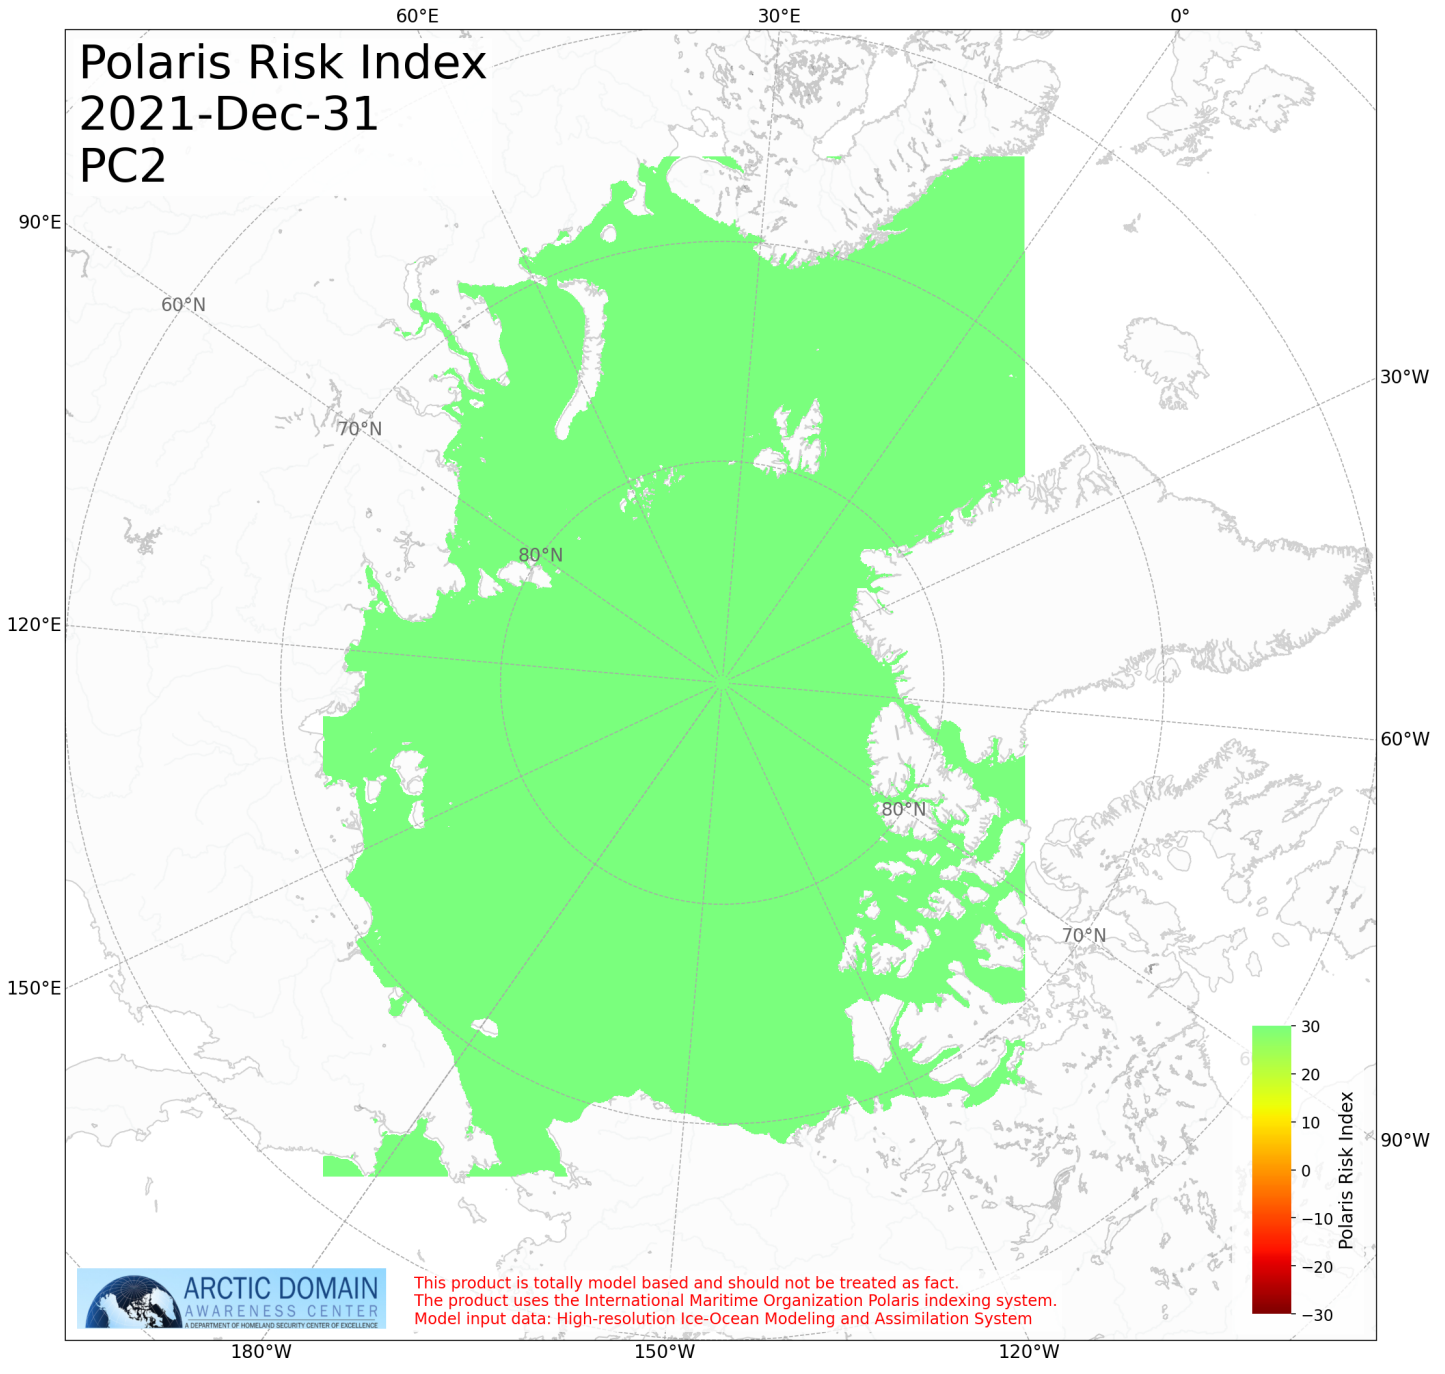 60°E 30°E 0°
Polaris Risk Index
2021-Dec-31
PC2
90°E
60°N
30°W
70°N
80°N
120°E
60°W
80°N
70°N
150°E
30
20
10
0
−10
−20
−30
Polaris Risk Index
90°W
ARCTIC DOMAIN
AWARENESS CENTER
A DEPARTMENT OF HOMELAND SECURITY CENTER OF EXCELLENCE
This product is totally model based and should not be treated as fact.
The product uses the International Maritime Organization Polaris indexing system.
Model input data: High-resolution Ice-Ocean Modeling and Assimilation System
180°W 150°W 120°W